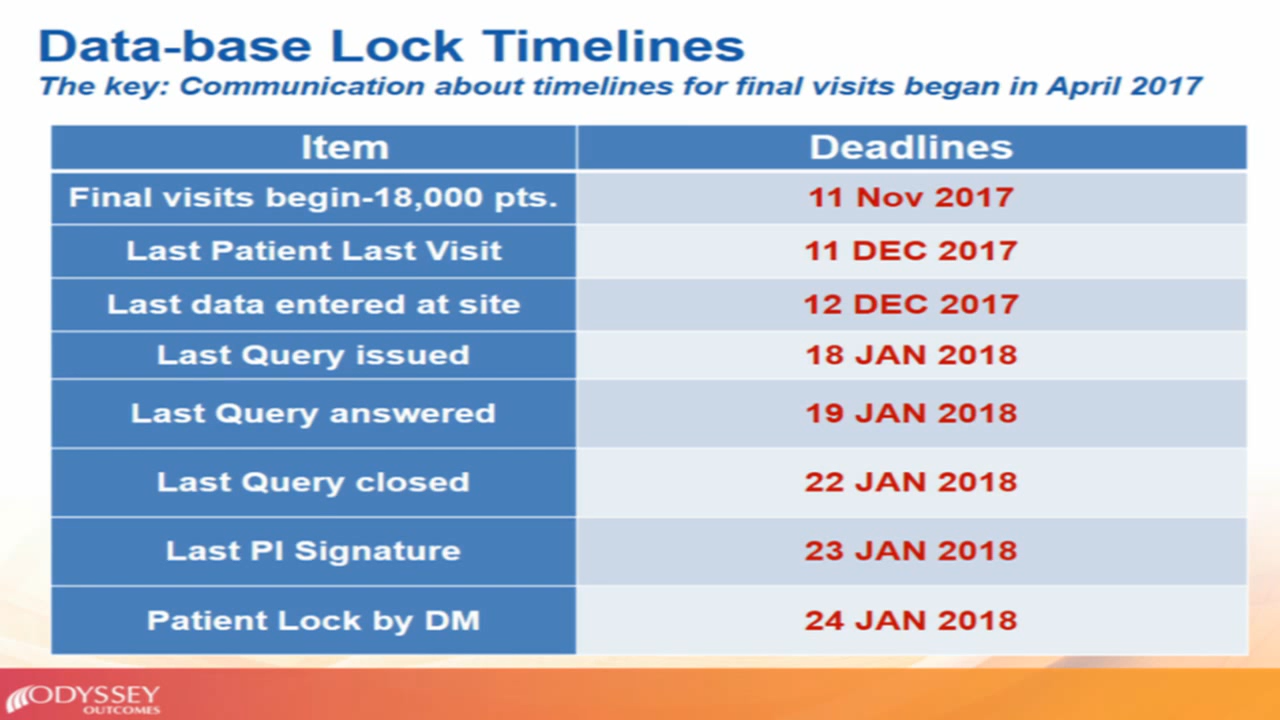 Data-base Lock Timelines
The key: Communication about timelines for final visits began in April 2017
Item Deadlines
Final visits begin-18,000 pts. 11 Nov 2017
Last Patient Last Visit 11 DEC 2017
Last data entered at site 12 DEC 2017
Last Query issued 18 JAN 2018
Last Query answered 19 JAN 2018
Last Query closed 22 JAN 2018
Last PI Signature 23 JAN 2018
Patient Lock by DM 24 JAN 2018
ODYSSEY
OUTCOMES